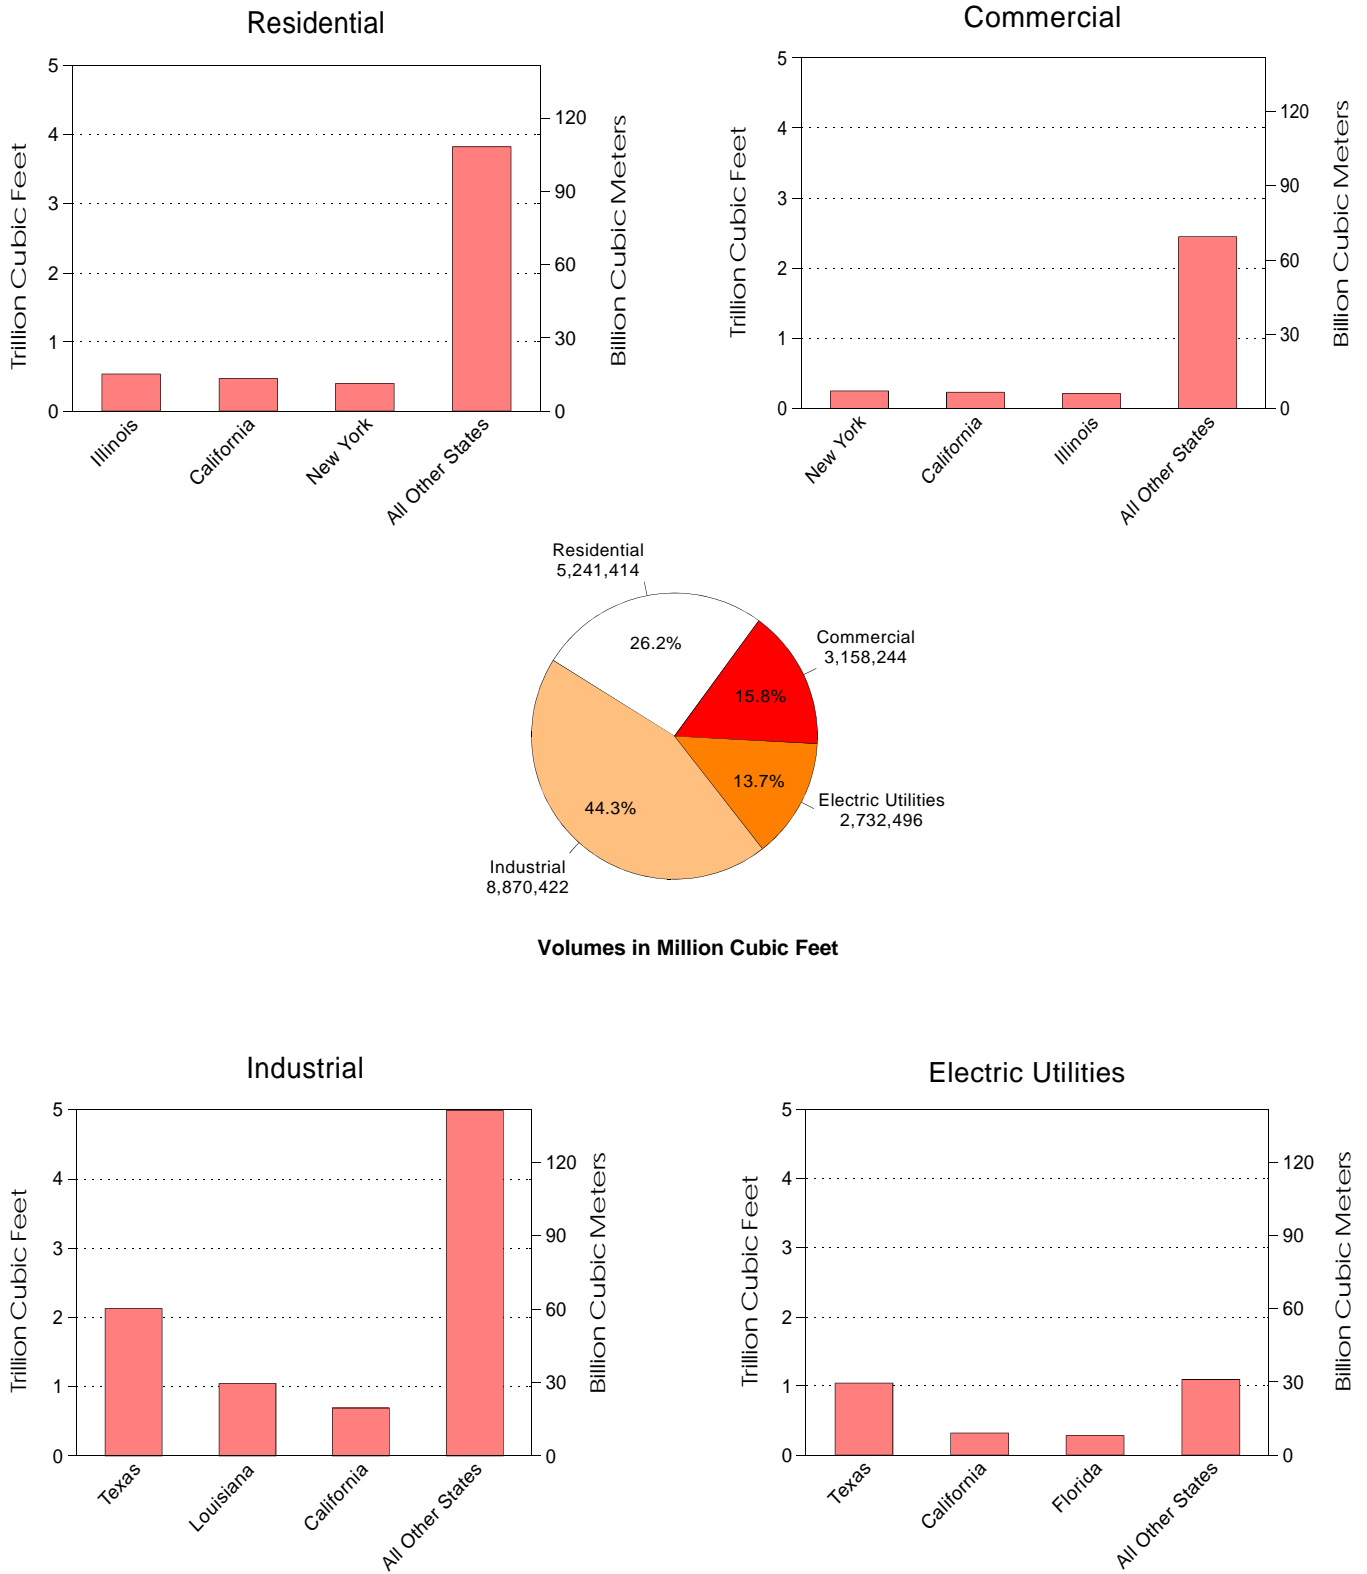 Residential
5
4
3
2
1
0
Trillion Cubic Feet
120
90
60
30
0
Billion Cubic Meters
Illinois
California
New York
All Other States
Commercial
5
4
3
2
1
0
Trillion Cubic Feet
120
90
60
30
0
Billion Cubic Meters
New York
California
Illinois
All Other States
Residential
5,241,414
26.2%
Commercial
3,158,244
15.8%
13.7%
Electric Utilities
2,732,496
44.3%
Industrial
8,870,422
Volumes in Million Cubic Feet
Industrial
5
4
3
2
1
0
Trillion Cubic Feet
120
90
60
30
0
Billion Cubic Meters
Texas
Louisiana
California
All Other States
Electric Utilities
5
4
3
2
1
0
Trillion Cubic Feet
120
90
60
30
0
Billion Cubic Meters
Texas
California
Florida
All Other States